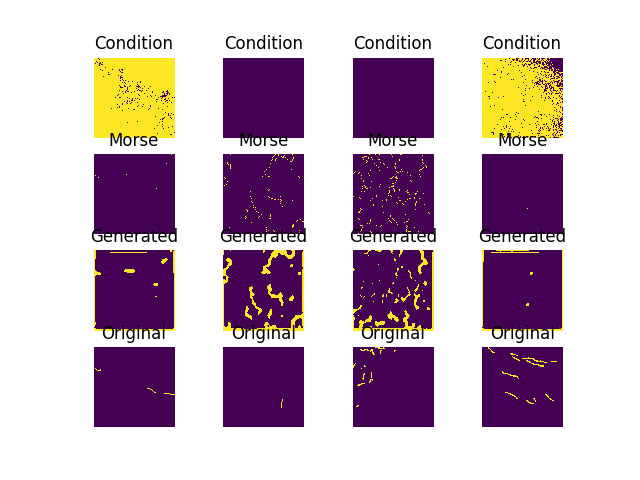 Condition Condition Condition Condition
Morse Morse Morse Morse
Generated Generated Generated Generated
Original Original Original Original